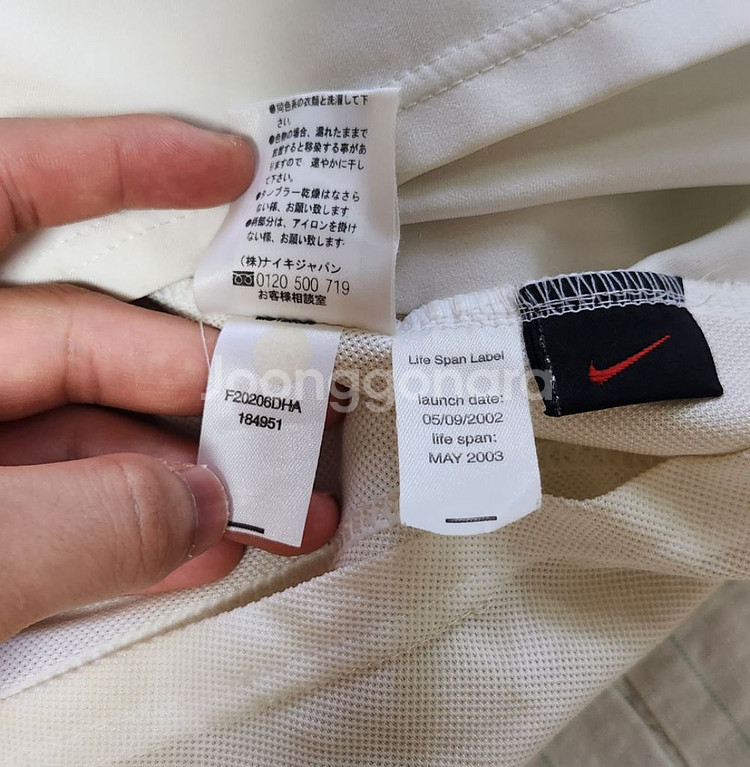 ●同色系の衣類と洗濯して下
さい。
●色物の場合、濡れたままで
放置すると移染する事があ
りますので 速やかに干し
て下さい。
●タンブラー乾燥はなさら
ない様、お願い致します
●斜部分は、アイロンを掛け
ない様、お願い致します
(株)ナイキジャパン
0120 500 719
お客様相談室
F20206DHA
184951
Life Span Label
launch date:
05/09/2002
life span:
MAY 2003
Joonggonara